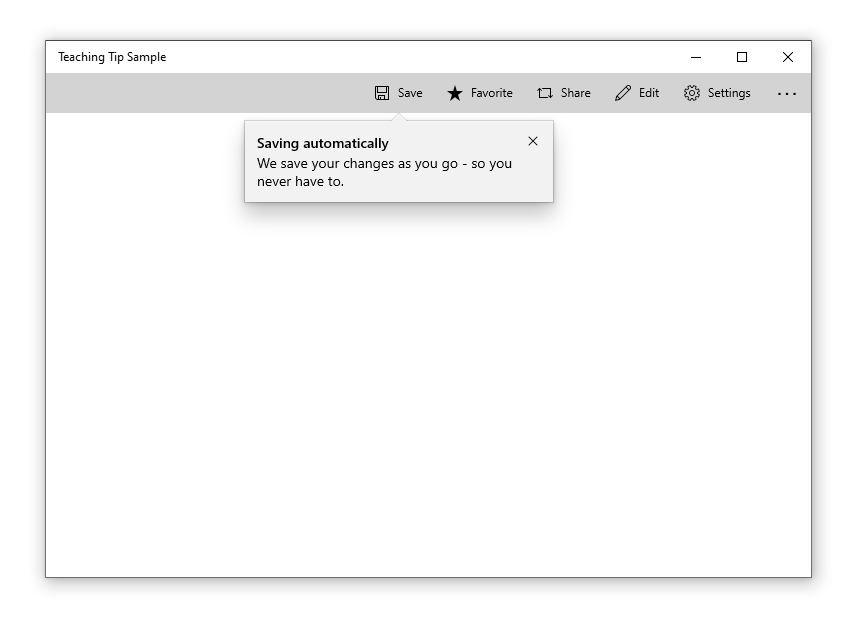 Teaching Tip Sample
Save Favorite Share Edit Settings ...
Saving automatically
We save your changes as you go - so you
never have to.